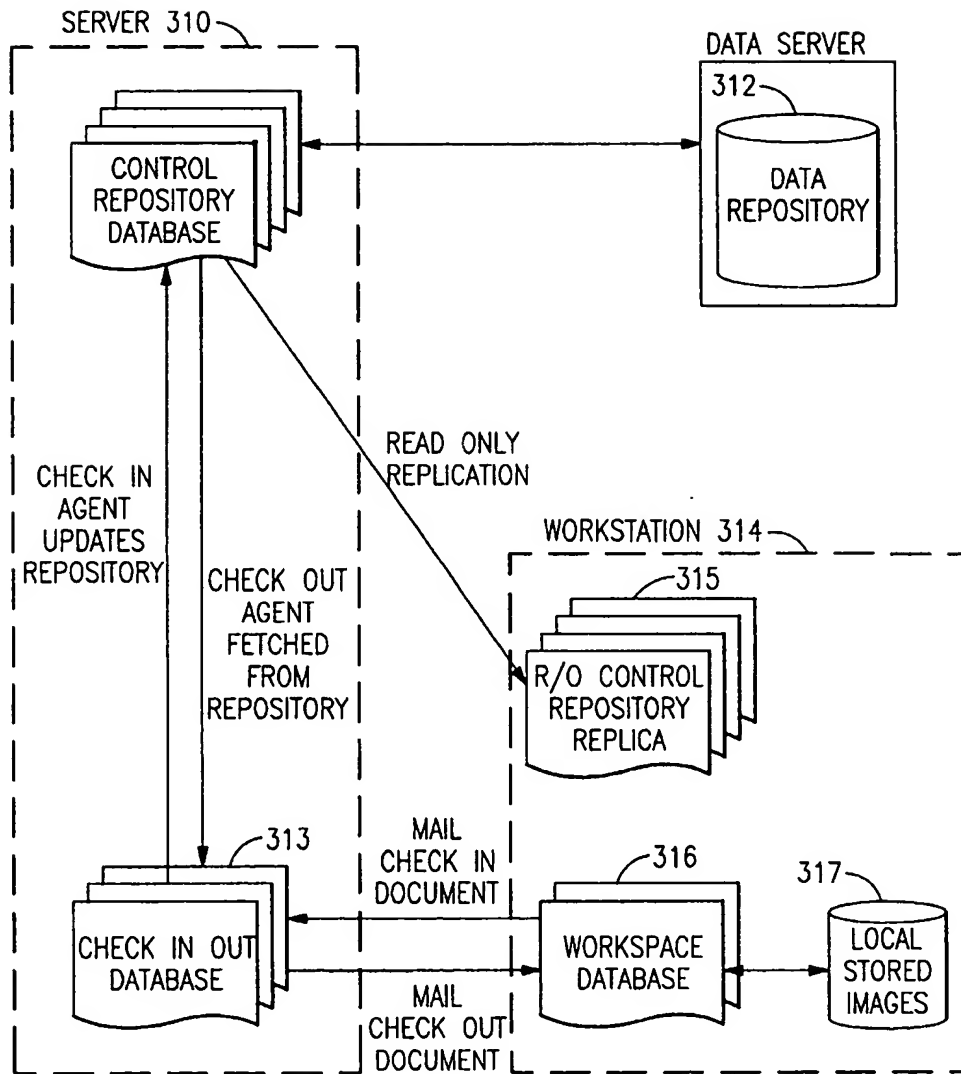 SERVER 310
DATA SERVER
312
CONTROL
REPOSITORY
DATABASE
DATA
REPOSITORY
READ ONLY
REPLICATION
CHECK IN
AGENT
UPDATES
REPOSITORY
CHECK OUT
AGENT
FETCHED
FROM
REPOSITORY
WORKSTATION 314
315
R/O CONTROL
REPOSITORY
REPLICA
313
CHECK IN OUT
DATABASE
MAIL
CHECK IN
DOCUMENT
MAIL
CHECK OUT
DOCUMENT
316
WORKSPACE
DATABASE
317
LOCAL
STORED
IMAGES